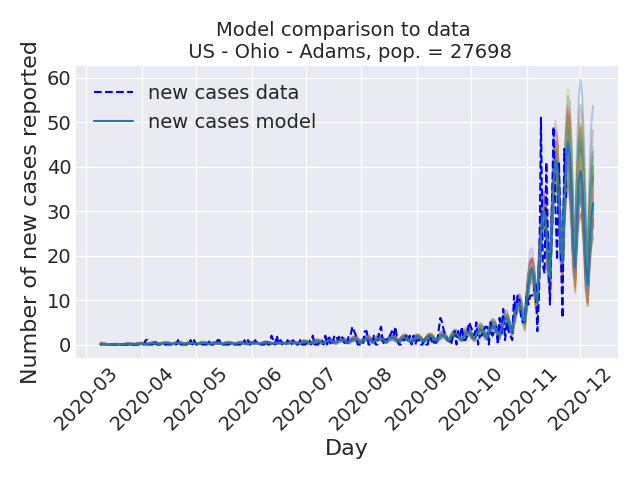 Model comparison to data
US - Ohio - Adams, pop. = 27698
Number of new cases reported
60
50
40
30
20
10
0
new cases data
new cases model
2020-03
2020-04
2020-05
2020-06
2020-07
2020-08
2020-09
2020-10
2020-11
2020-12
Day